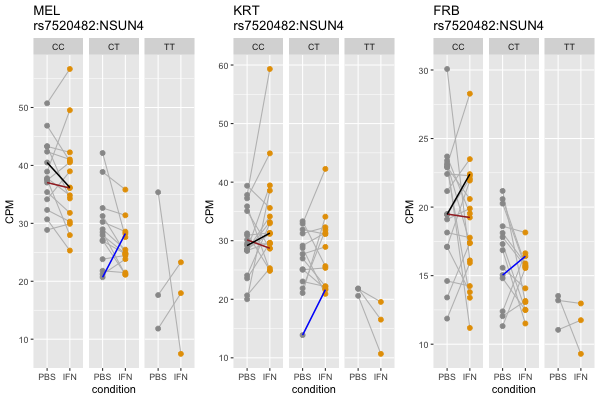 MEL
rs7520482:NSUN4
CC CT TT
CPM
50
40
30
20
10
PBS IFN PBS IFN PBS IFN
condition
KRT
rs7520482:NSUN4
CC CT TT
CPM
60
50
40
30
20
10
PBS IFN PBS IFN PBS IFN
condition
FRB
rs7520482:NSUN4
CC CT TT
CPM
30
25
20
15
10
PBS IFN PBS IFN PBS IFN
condition